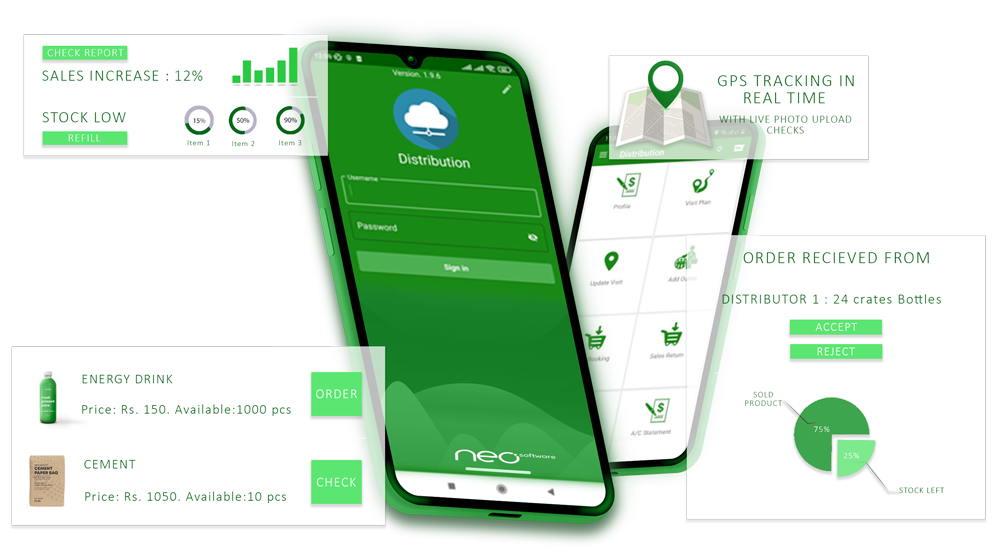 CHECK REPORT
SALES INCREASE : 12%
STOCK LOW
REFILL
15%
50%
90%
Item 1
Item 2
Item 3
Version. 1.9.6
Distribution
Username
Password
Sign in
neo software
GPS TRACKING IN
REAL TIME
WITH LIVE PHOTO UPLOAD
CHECKS
Distribution
Profile
Visit Plan
Update Visit
Booking
Sales Return
A/C Statement
ORDER RECIEVED FROM
DISTRIBUTOR 1 : 24 crates Bottles
ACCEPT
REJECT
SOLD
PRODUCT
75%
25%
STOCK LEFT
ENERGY DRINK
Price: Rs. 150. Available:1000 pcs
ORDER
CEMENT
PAPER BAG
CEMENT
Price: Rs. 1050. Available:10 pcs
CHECK